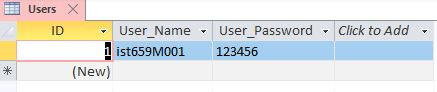 Users
ID User_Name User_Password Click to Add
1 ist659M001 123456
* (New)